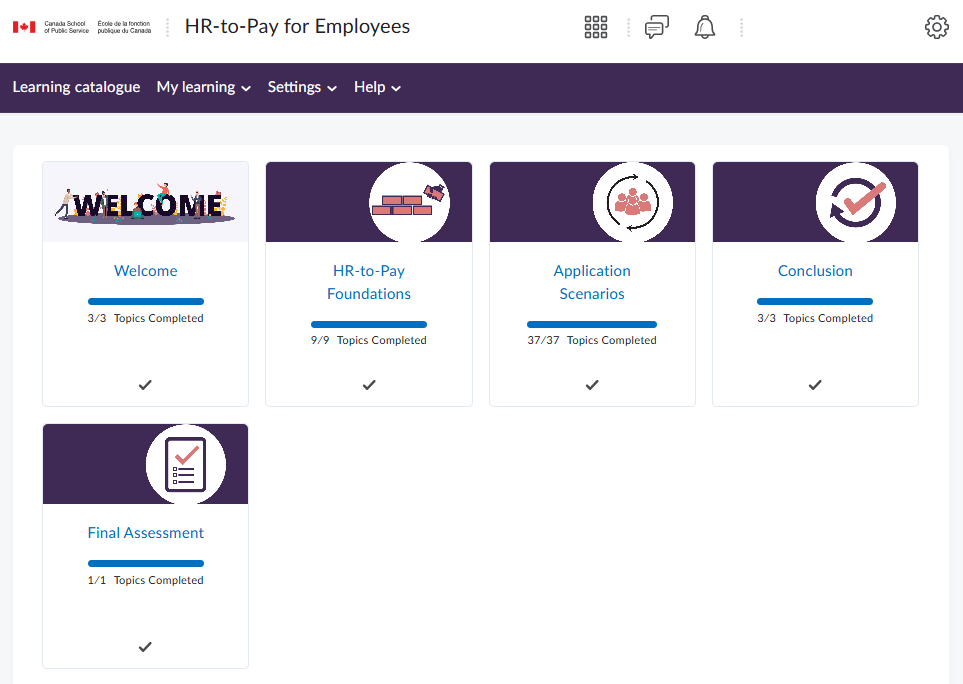 Canada School
of Public Service
École de la fonction
publique du Canada
HR-to-Pay for Employees
Learning catalogue
My learning
Settings
Help
WELCOME
Welcome
3/3 Topics Completed
HR-to-Pay
Foundations
9/9 Topics Completed
Application
Scenarios
37/37 Topics Completed
Conclusion
3/3 Topics Completed
Final Assessment
1/1 Topics Completed